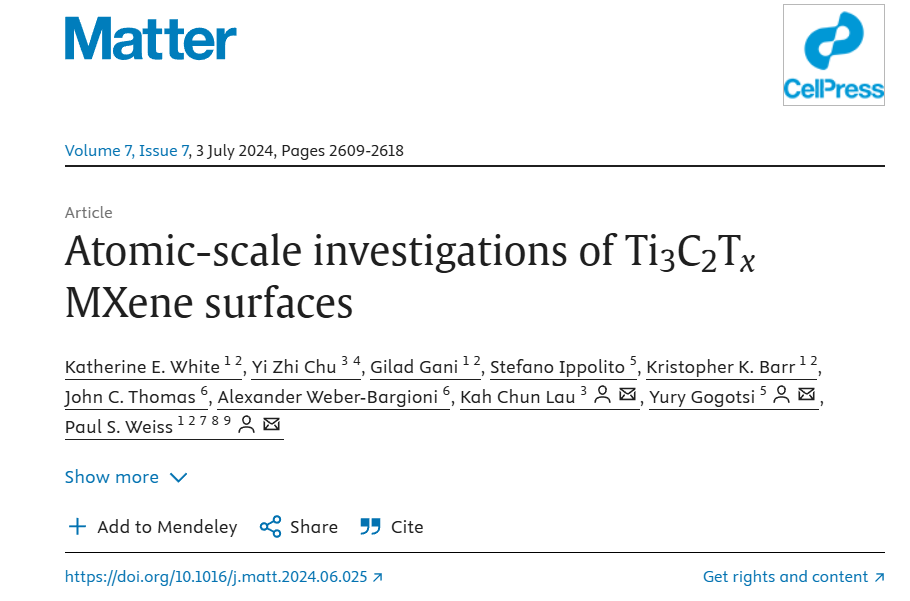 Matter
CellPress
Volume 7, Issue 7, 3 July 2024, Pages 2609-2618
Article
Atomic-scale investigations of Ti₃C₂Tₓ
MXene surfaces
Katherine E. White ¹ ², Yi Zhi Chu ³ ⁴, Gilad Gani ¹ ², Stefano Ippolito ⁵, Kristopher K. Barr ¹ ²,
John C. Thomas ⁶, Alexander Weber-Bargioni ⁶, Kah Chun Lau ³, Yury Gogotsi ⁵,
Paul S. Weiss ¹ ² ⁷ ⁸ ⁹
Show more
Add to Mendeley Share Cite
https://doi.org/10.1016/j.matt.2024.06.025 Get rights and content